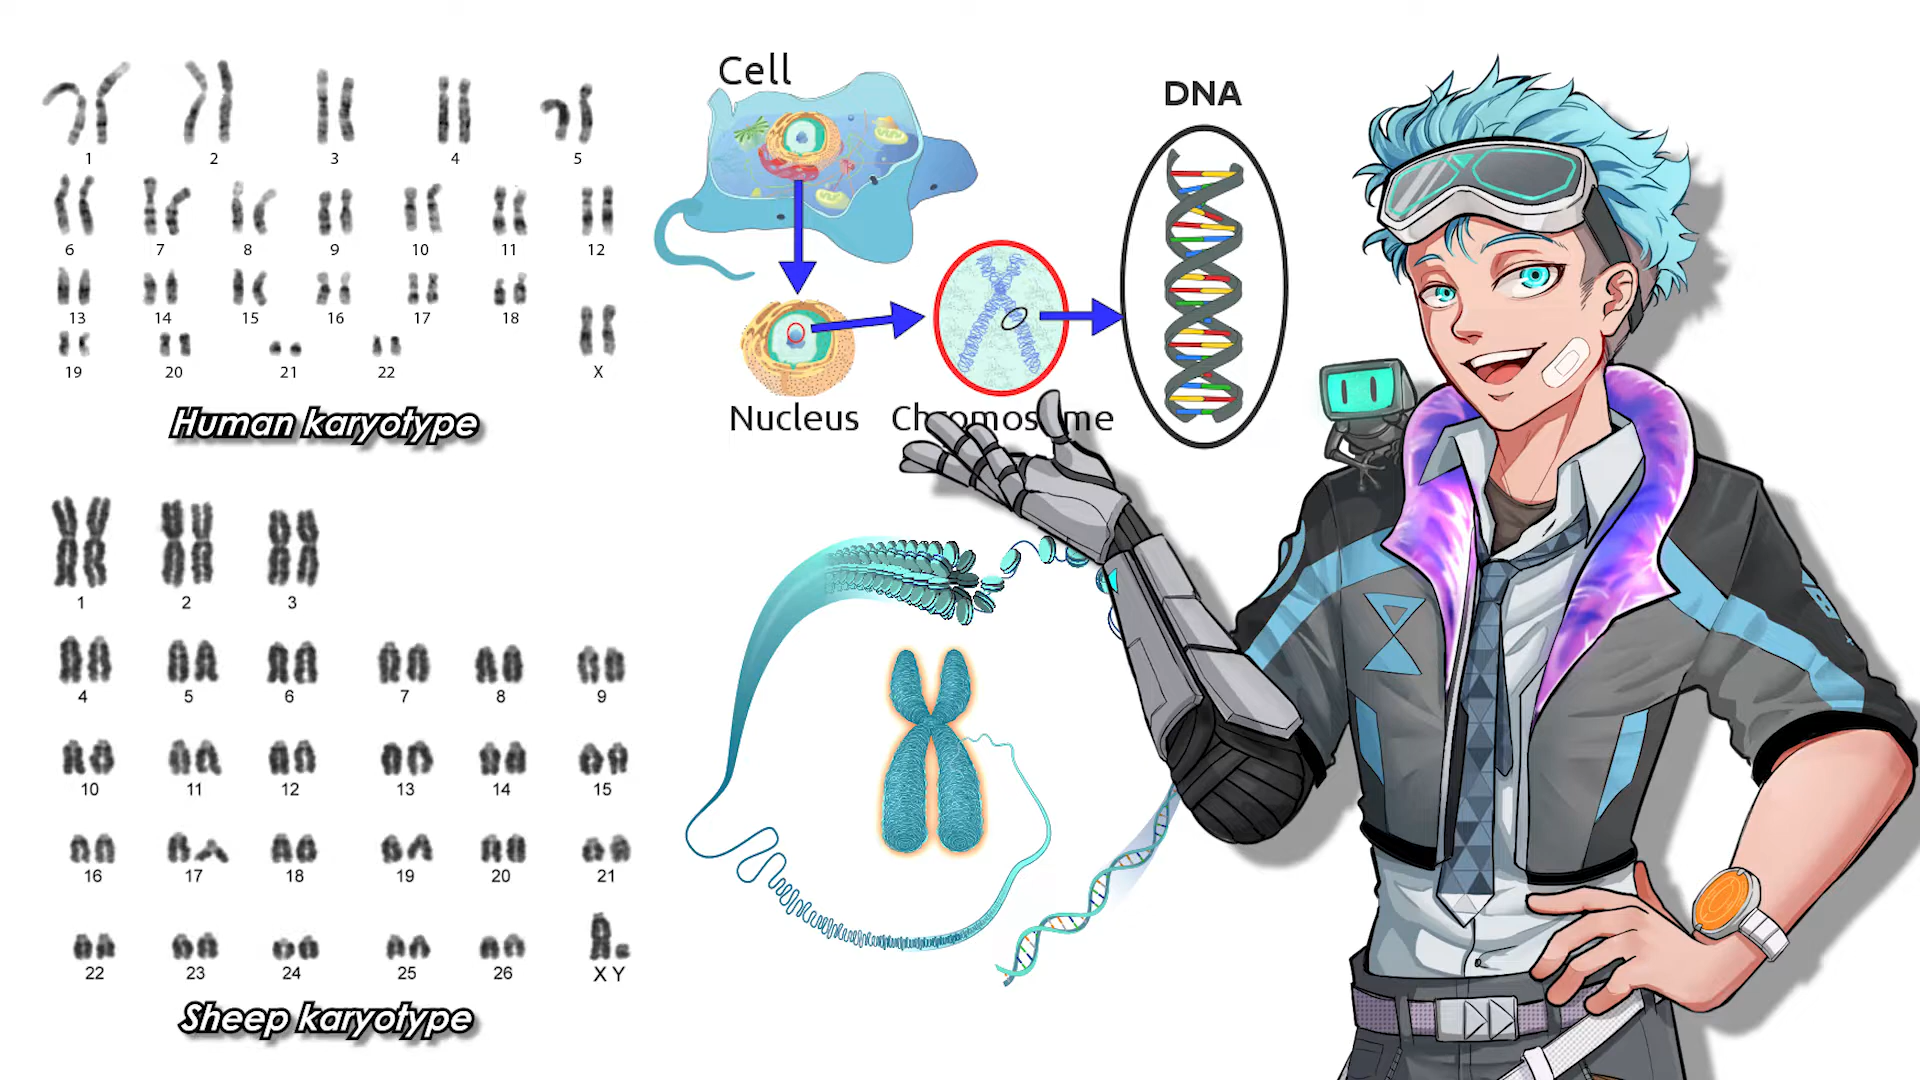 1 2 3 4 5
6 7 8 9 10 11 12
13 14 15 16 17 18
19 20 21 22 X
Human karyotype
1 2 3
4 5 6 7 8 9
10 11 12 13 14 15
16 17 18 19 20 21
22 23 24 25 26 X Y
Sheep karyotype
Cell
DNA
Nucleus
Chromosome